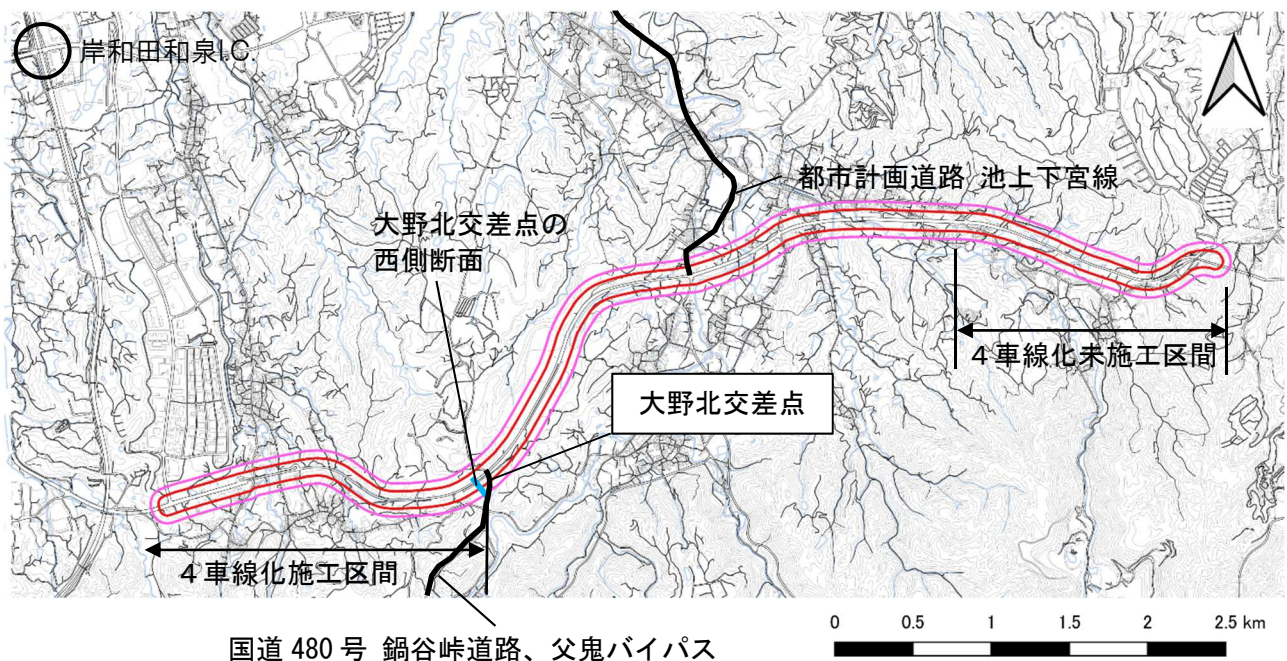 岸和田和泉I.C.
都市計画道路 池上下宮線
大野北交差点の
西側断面
4車線化未施工区間
大野北交差点
4車線化施工区間
国道 480 号 鍋谷峠道路、父鬼バイパス
0 0.5 1 1.5 2 2.5 km